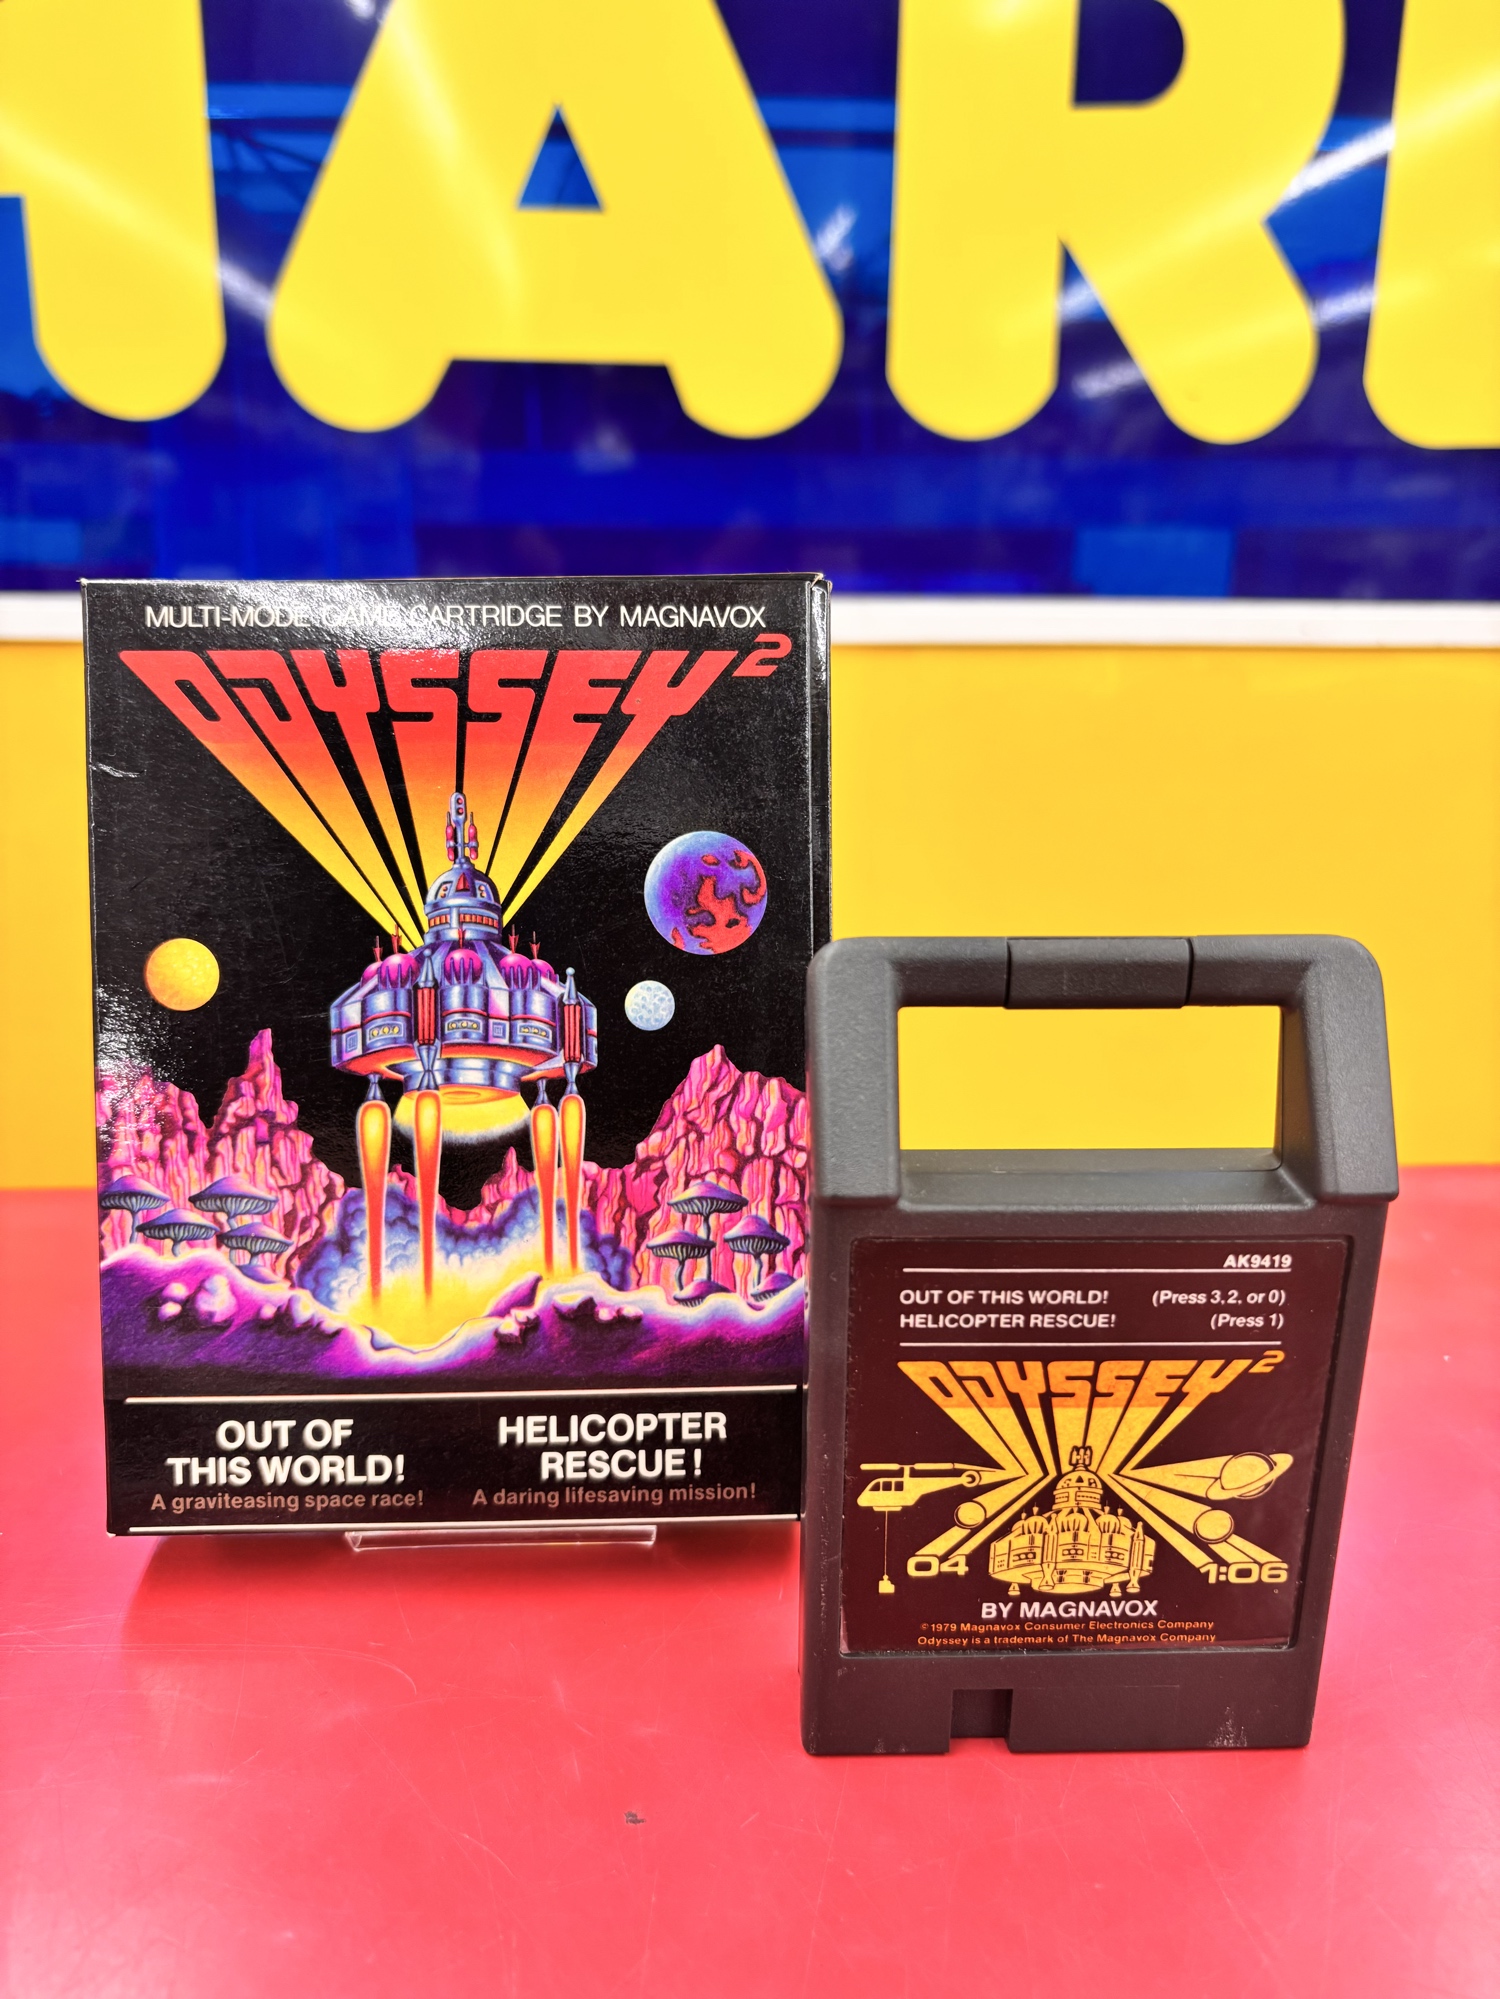 HAR
MULTI-MODE GAME CARTRIDGE BY MAGNAVOX
ODYSSEY²
OUT OF
THIS WORLD!
A graviteasing space race!
HELICOPTER
RESCUE!
A daring lifesaving mission!
AK9419
OUT OF THIS WORLD! (Press 3, 2, or 0)
HELICOPTER RESCUE! (Press 1)
ODYSSEY²
04 1:06
BY MAGNAVOX
©1979 Magnavox Consumer Electronics Company
Odyssey is a trademark of The Magnavox Company